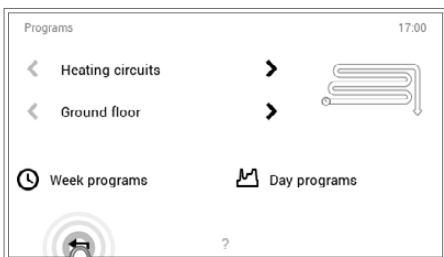 Programs 17:00
Heating circuits
Ground floor
Week programs Day programs
?